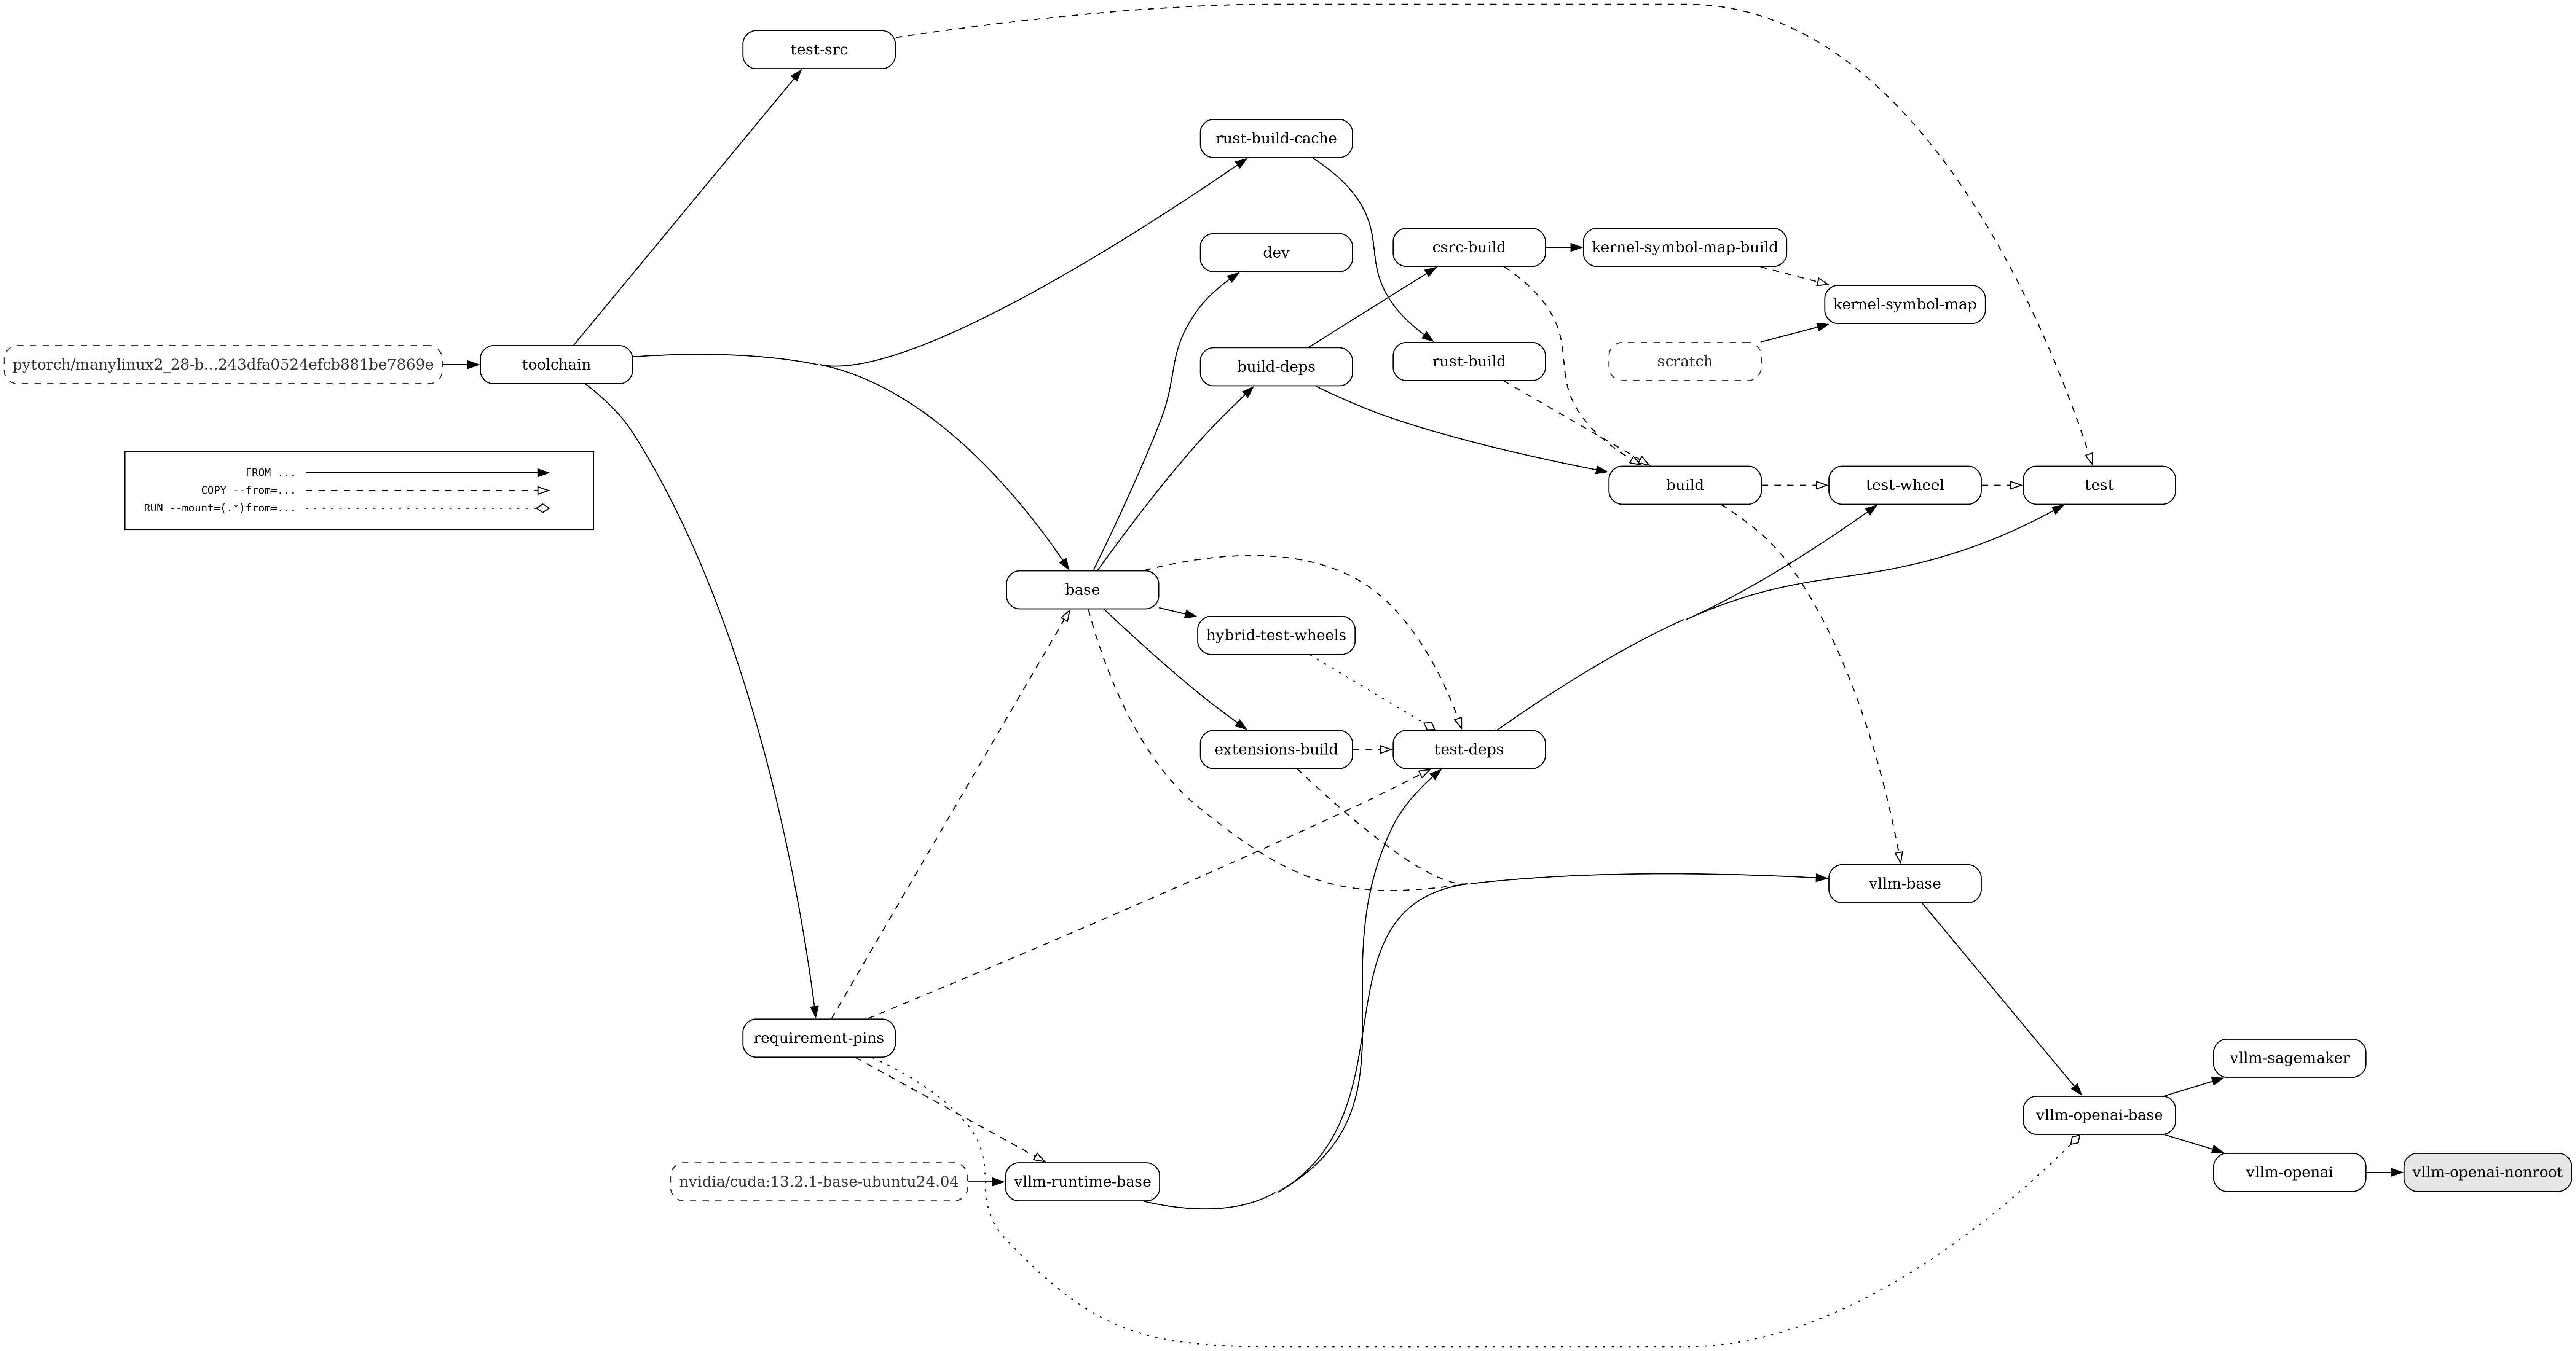 test-src
rust-build-cache
dev
csrc-build
kernel-symbol-map-build
kernel-symbol-map
pytorch/manylinux2_28-b...243dfa0524efcb881be7869e
toolchain
build-deps
rust-build
scratch
FROM ...
COPY --from=...
RUN --mount=(.*)from=...
build
test-wheel
test
base
hybrid-test-wheels
extensions-build
test-deps
vllm-base
requirement-pins
vllm-sagemaker
vllm-openai-base
nvidia/cuda:13.2.1-base-ubuntu24.04
vllm-runtime-base
vllm-openai
vllm-openai-nonroot